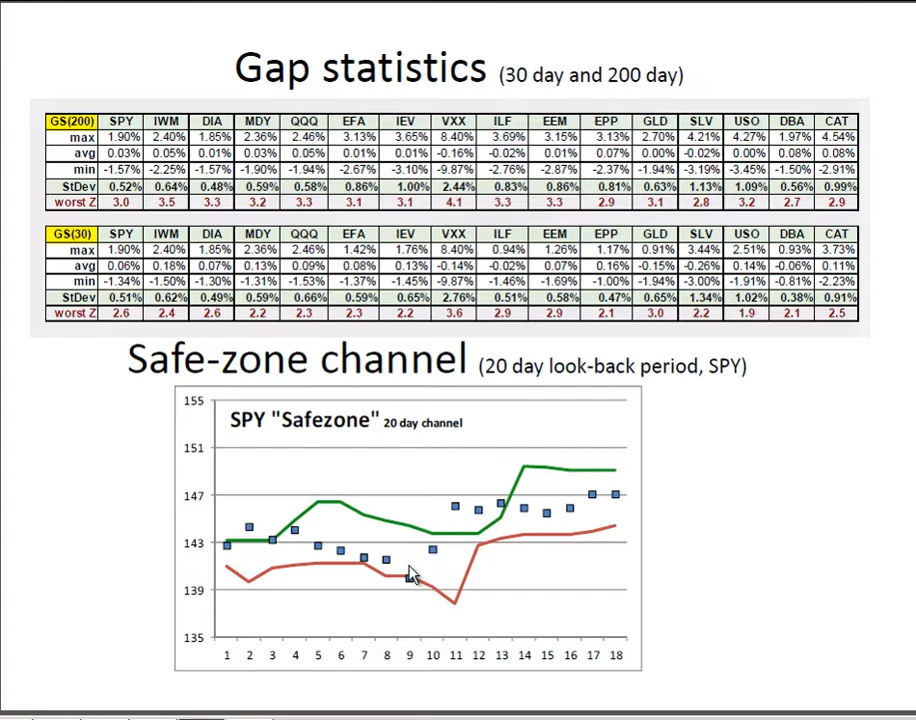 Gap statistics (30 day and 200 day)
GS(200) SPY IWM DIA MDY QQQ EFA IEV VXX ILF EEM EPP GLD SLV USO DBA CAT
max 1.90% 2.40% 1.85% 2.36% 2.46% 3.13% 3.65% 8.40% 3.69% 3.15% 3.13% 2.70% 4.21% 4.27% 1.97% 4.54%
avg 0.03% 0.05% 0.01% 0.03% 0.05% 0.01% 0.01% -0.16% -0.02% 0.01% 0.07% 0.00% -0.02% 0.00% 0.08% 0.08%
min -1.57% -2.25% -1.57% -1.90% -1.94% -2.67% -3.10% -9.87% -2.76% -2.87% -2.37% -1.94% -3.19% -3.45% -1.50% -2.91%
StDev 0.52% 0.64% 0.48% 0.59% 0.58% 0.86% 1.00% 2.44% 0.83% 0.86% 0.81% 0.63% 1.13% 1.09% 0.56% 0.99%
worst Z 3.0 3.5 3.3 3.2 3.3 3.1 3.1 4.1 3.3 3.3 2.9 3.1 2.8 3.2 2.7 2.9
GS(30) SPY IWM DIA MDY QQQ EFA IEV VXX ILF EEM EPP GLD SLV USO DBA CAT
max 1.90% 2.40% 1.85% 2.36% 2.46% 1.42% 1.76% 8.40% 0.94% 1.26% 1.17% 0.91% 3.44% 2.51% 0.93% 3.73%
avg 0.06% 0.18% 0.07% 0.13% 0.09% 0.08% 0.13% -0.14% -0.02% 0.07% 0.16% -0.15% -0.26% 0.14% -0.06% 0.11%
min -1.34% -1.50% -1.30% -1.31% -1.53% -1.37% -1.45% -9.87% -1.46% -1.69% -1.00% -1.94% -3.00% -1.91% -0.81% -2.23%
StDev 0.51% 0.62% 0.49% 0.59% 0.66% 0.59% 0.65% 2.76% 0.51% 0.58% 0.47% 0.65% 1.34% 1.02% 0.38% 0.91%
worst Z 2.6 2.4 2.6 2.2 2.3 2.3 2.2 3.6 2.9 2.9 2.1 3.0 2.2 1.9 2.1 2.5
Safe-zone channel (20 day look-back period, SPY)
SPY "Safezone" 20 day channel
155
151
147
143
139
135
1 2 3 4 5 6 7 8 9 10 11 12 13 14 15 16 17 18